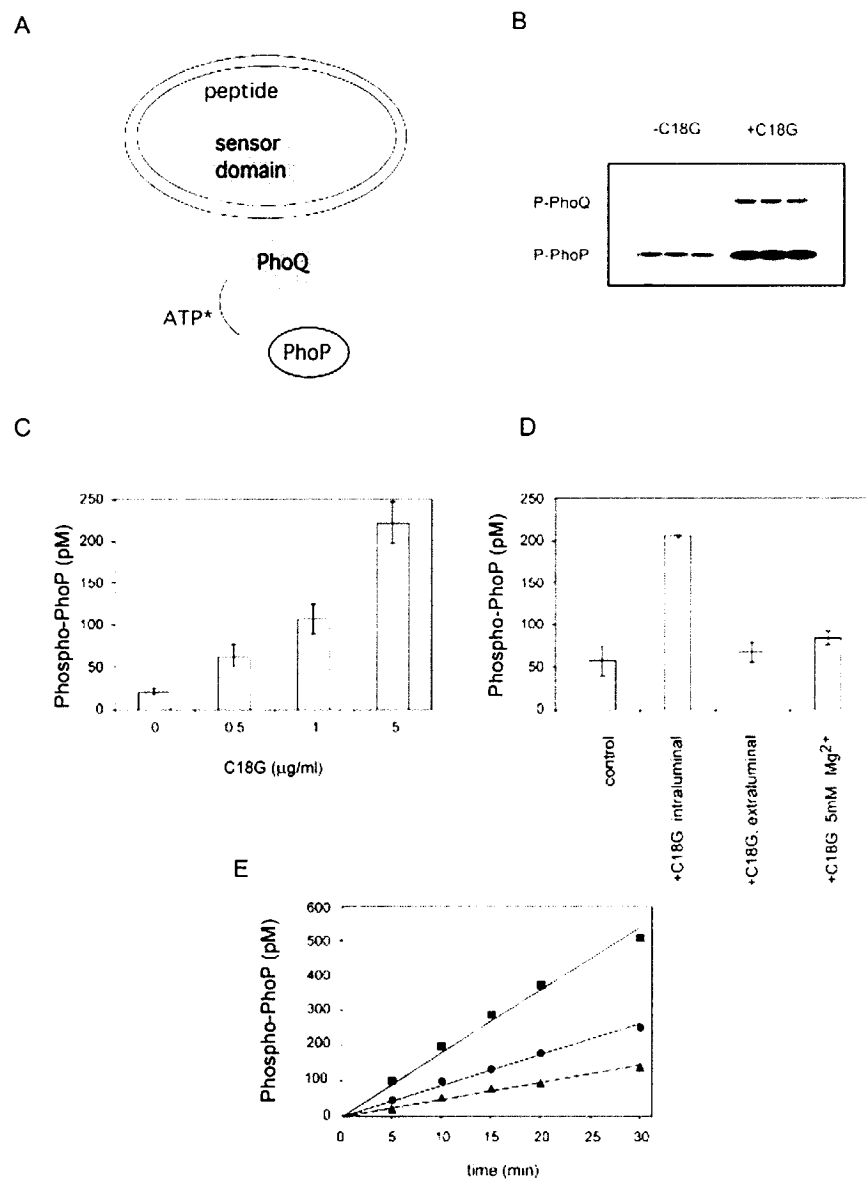 A
peptide
sensor
domain
PhoQ
ATP*
PhoP
B
-C18G +C18G
P-PhoQ
P-PhoP
C
Phospho-PhoP (pM)
250
200
150
100
50
0
0 0.5 1 5
C18G (µg/ml)
D
Phospho-PhoP (pM)
250
200
150
100
50
0
control
+C18G intraluminal
+C18G. extraluminal
+C18G 5mM Mg2+
E
Phospho-PhoP (pM)
600
500
400
300
200
100
0
0 5 10 15 20 25 30
time (min)